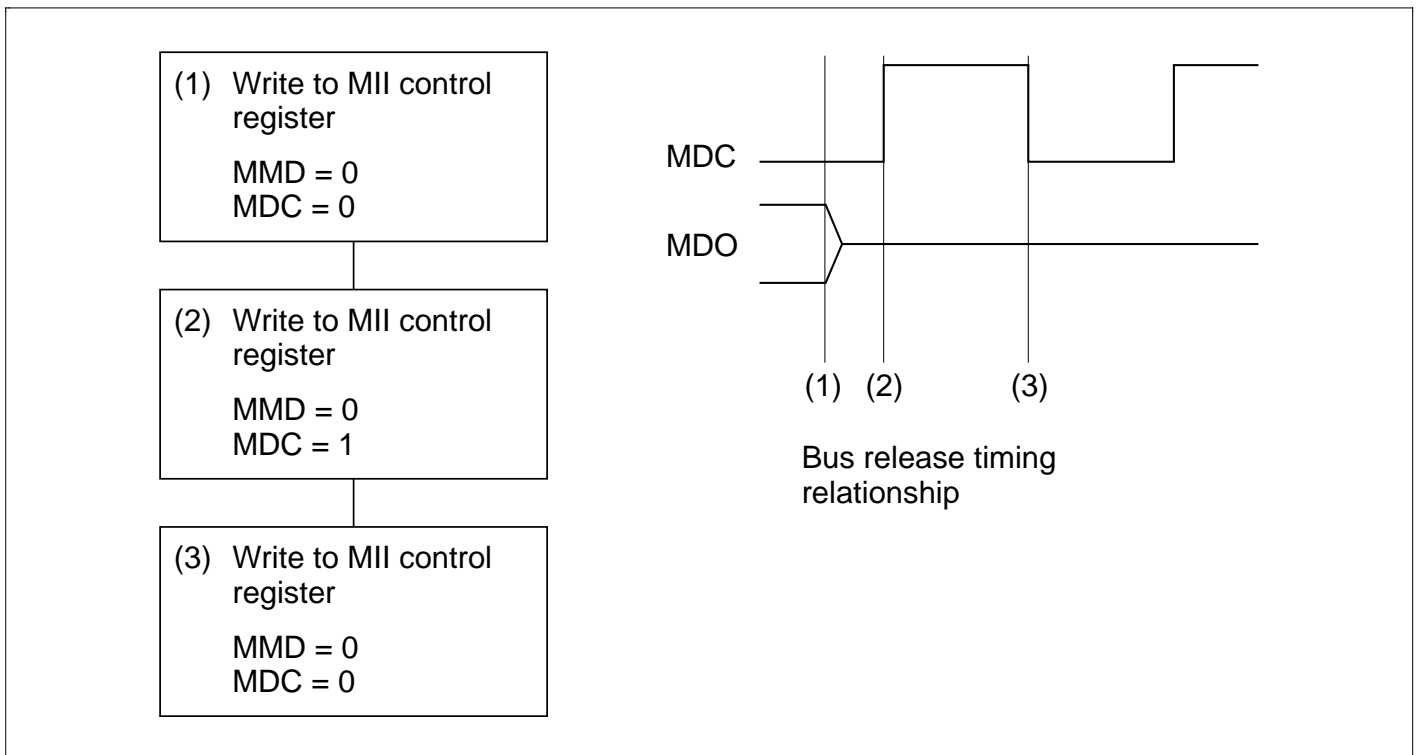 (1) Write to MII control
register
MMD = 0
MDC = 0
(2) Write to MII control
register
MMD = 0
MDC = 1
(3) Write to MII control
register
MMD = 0
MDC = 0
MDC
MDO
(1) (2) (3)
Bus release timing
relationship